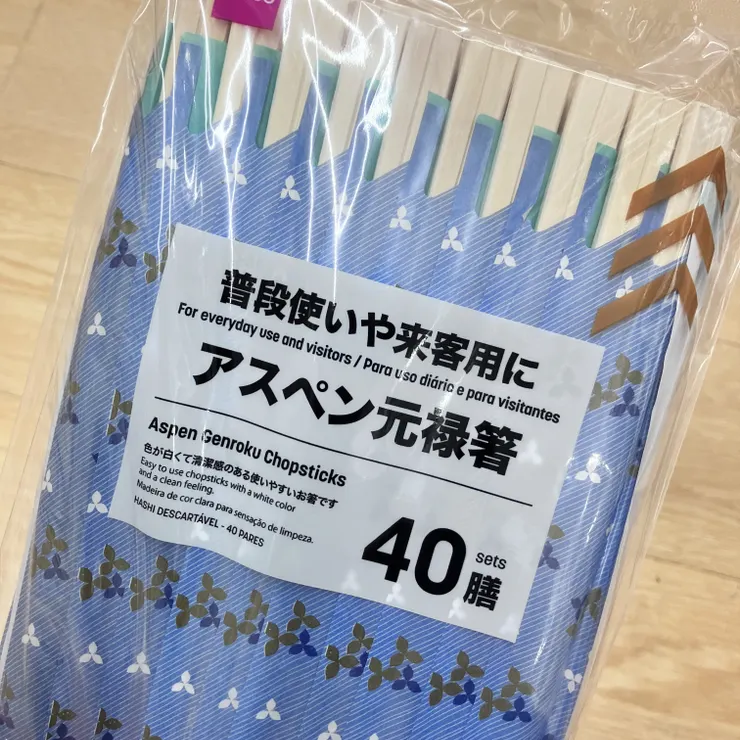 普段使いや来客用に
For everyday use and visitors / Para uso diário e para visitantes
アスペン元禄箸
Aspen Genroku Chopsticks
色が白くて清潔感のある使いやすいお箸です
Easy to use chopsticks with a white color
and a clean feeling.
Madeira de cor clara para sensação de limpeza.
HASHI DESCARTÁVEL - 40 PARES
40 sets
膳